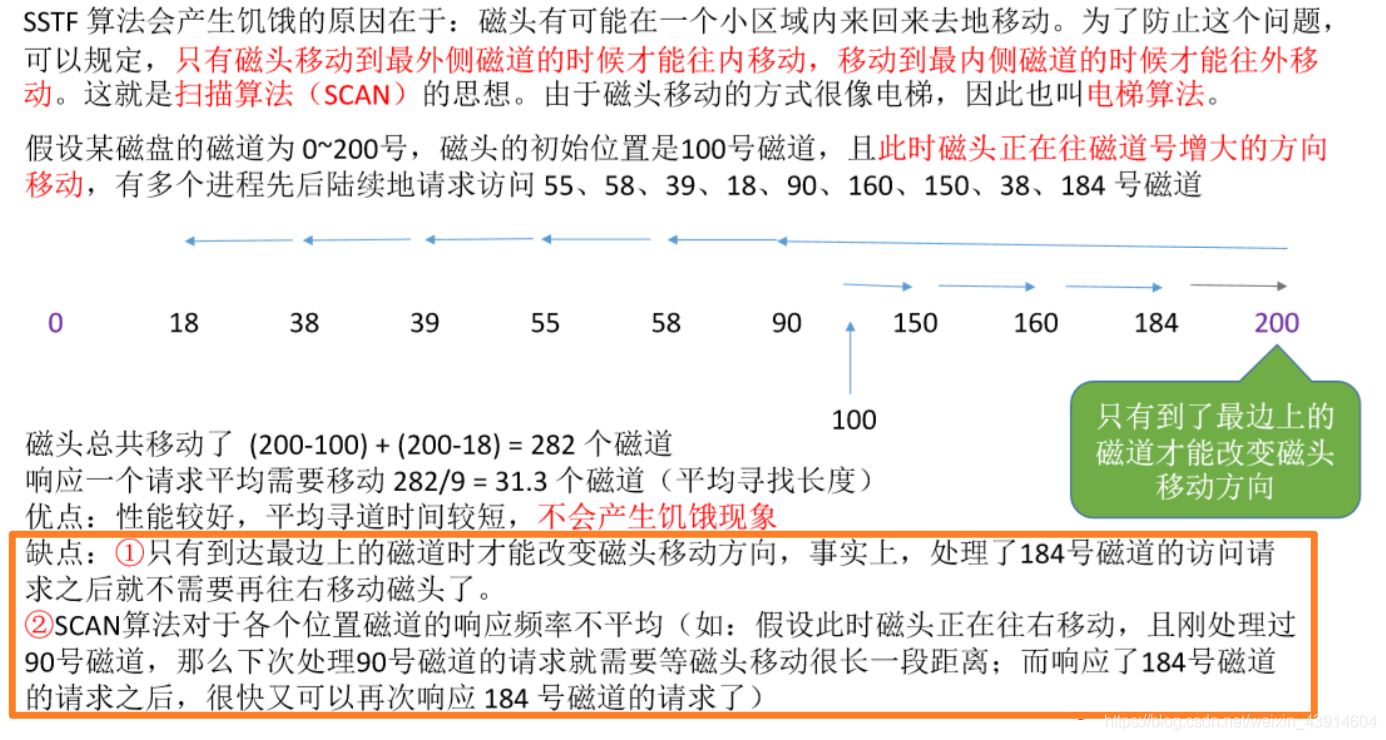 SSTF 算法会产生饥饿的原因在于：磁头有可能在一个小区域内来回来去地移动。为了防止这个问题，
可以规定，只有磁头移动到最外侧磁道的时候才能往内移动，移动到最内侧磁道的时候才能往外移
动。这就是扫描算法（SCAN）的思想。由于磁头移动的方式很像电梯，因此也叫电梯算法。
假设某磁盘的磁道为 0~200号，磁头的初始位置是100号磁道，且此时磁头正在往磁道号增大的方向
移动，有多个进程先后陆续地请求访问 55、58、39、18、90、160、150、38、184 号磁道
0 18 38 39 55 58 90 150 160 184 200
100
只有到了最边上的
磁道才能改变磁头
移动方向
磁头总共移动了 (200-100) + (200-18) = 282 个磁道
响应一个请求平均需要移动 282/9 = 31.3 个磁道（平均寻找长度）
优点：性能较好，平均寻道时间较短，不会产生饥饿现象
缺点：①只有到达最边上的磁道时才能改变磁头移动方向，事实上，处理了184号磁道的访问请
求之后就不需要再往右移动磁头了。
②SCAN算法对于各个位置磁道的响应频率不平均（如：假设此时磁头正在往右移动，且刚处理过
90号磁道，那么下次处理90号磁道的请求就需要等磁头移动很长一段距离；而响应了184号磁道
的请求之后，很快又可以再次响应 184 号磁道的请求了）
https://blog.csdn.net/weixin_43914604